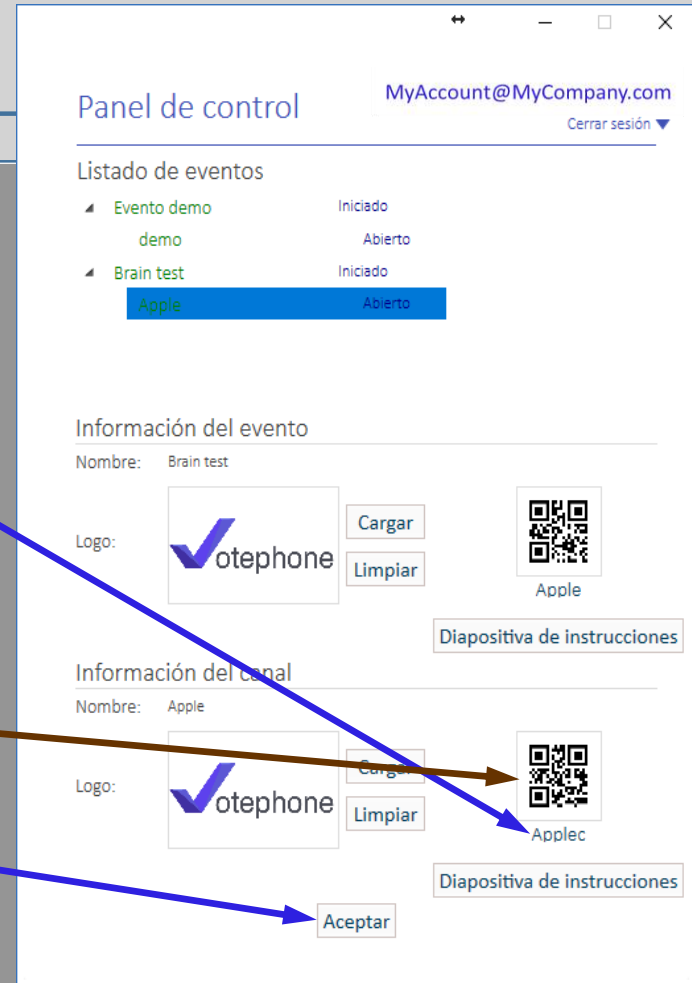 MyAccount@MyCompany.com
Panel de control
Cerrar sesión
Listado de eventos
Evento demo Iniciado
demo Abierto
Brain test Iniciado
Apple Abierto
Información del evento
Nombre: Brain test
Logo:
Votephone
Cargar
Limpiar
Apple
Diapositiva de instrucciones
Información del canal
Nombre: Apple
Logo:
Votephone
Cargar
Limpiar
Applec
Diapositiva de instrucciones
Aceptar